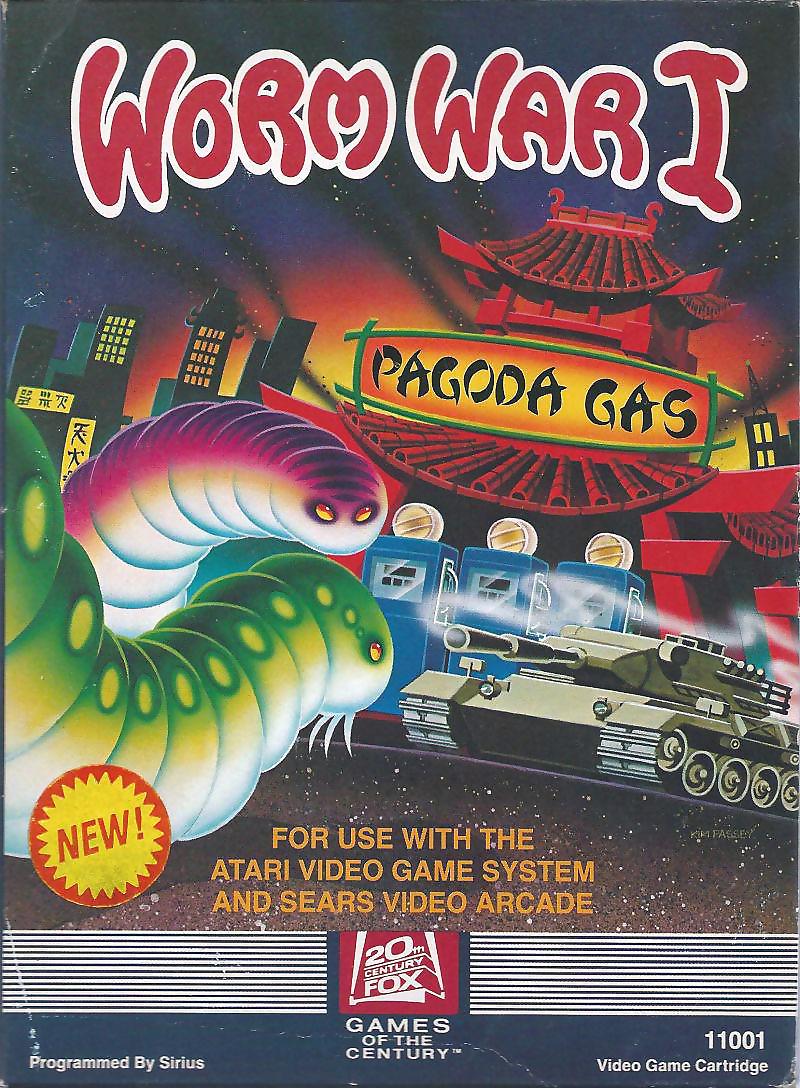 WORM WAR I
PAGODA GAS
NEW!
KIM PASSEY
FOR USE WITH THE
ATARI VIDEO GAME SYSTEM
AND SEARS VIDEO ARCADE
20th
CENTURY
FOX
GAMES
OF THE
CENTURY™
Programmed By Sirius
11001
Video Game Cartridge